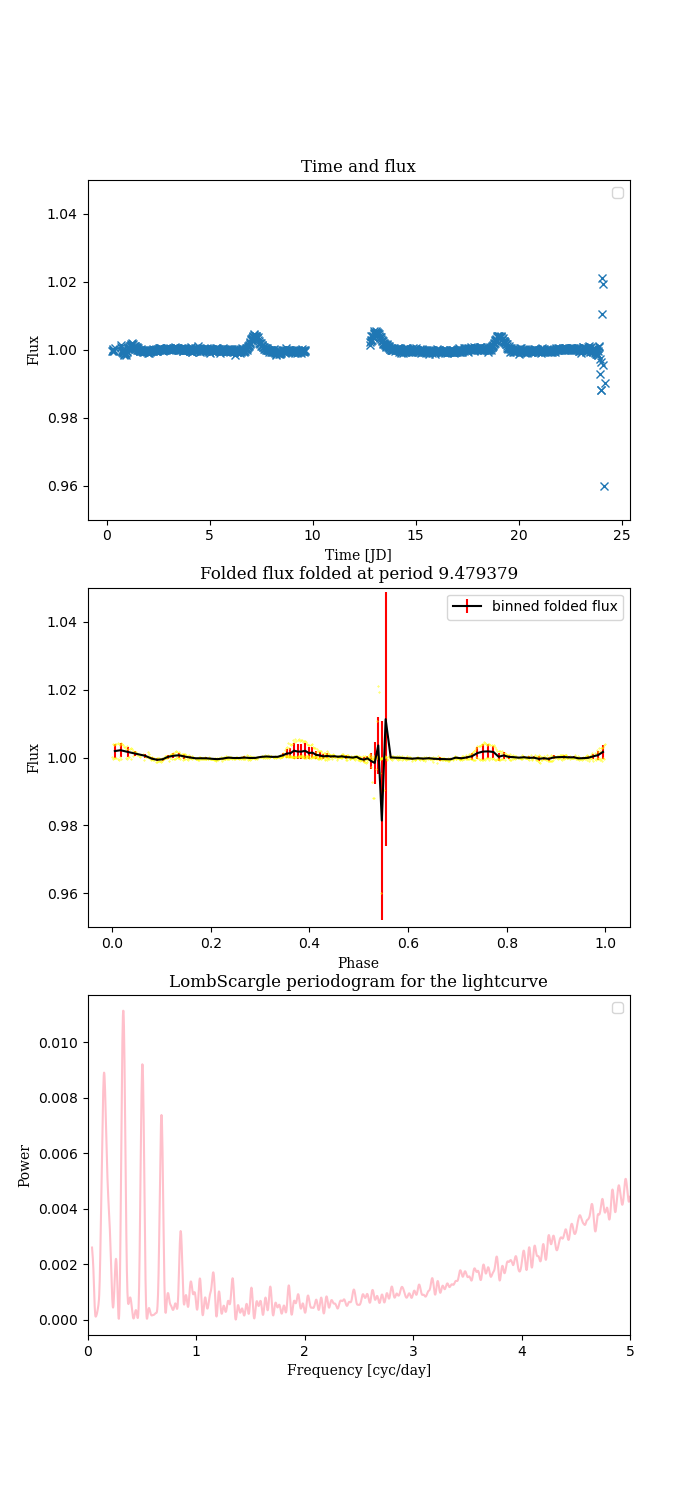 Time and flux
1.04
1.02
1.00
0.98
0.96
Flux
0 5 10 15 20 25
Time [JD]
Folded flux folded at period 9.479379
binned folded flux
1.04
1.02
1.00
0.98
0.96
Flux
0.0 0.2 0.4 0.6 0.8 1.0
Phase
LombScargle periodogram for the lightcurve
0.010
0.008
0.006
0.004
0.002
0.000
Power
0 1 2 3 4 5
Frequency [cyc/day]